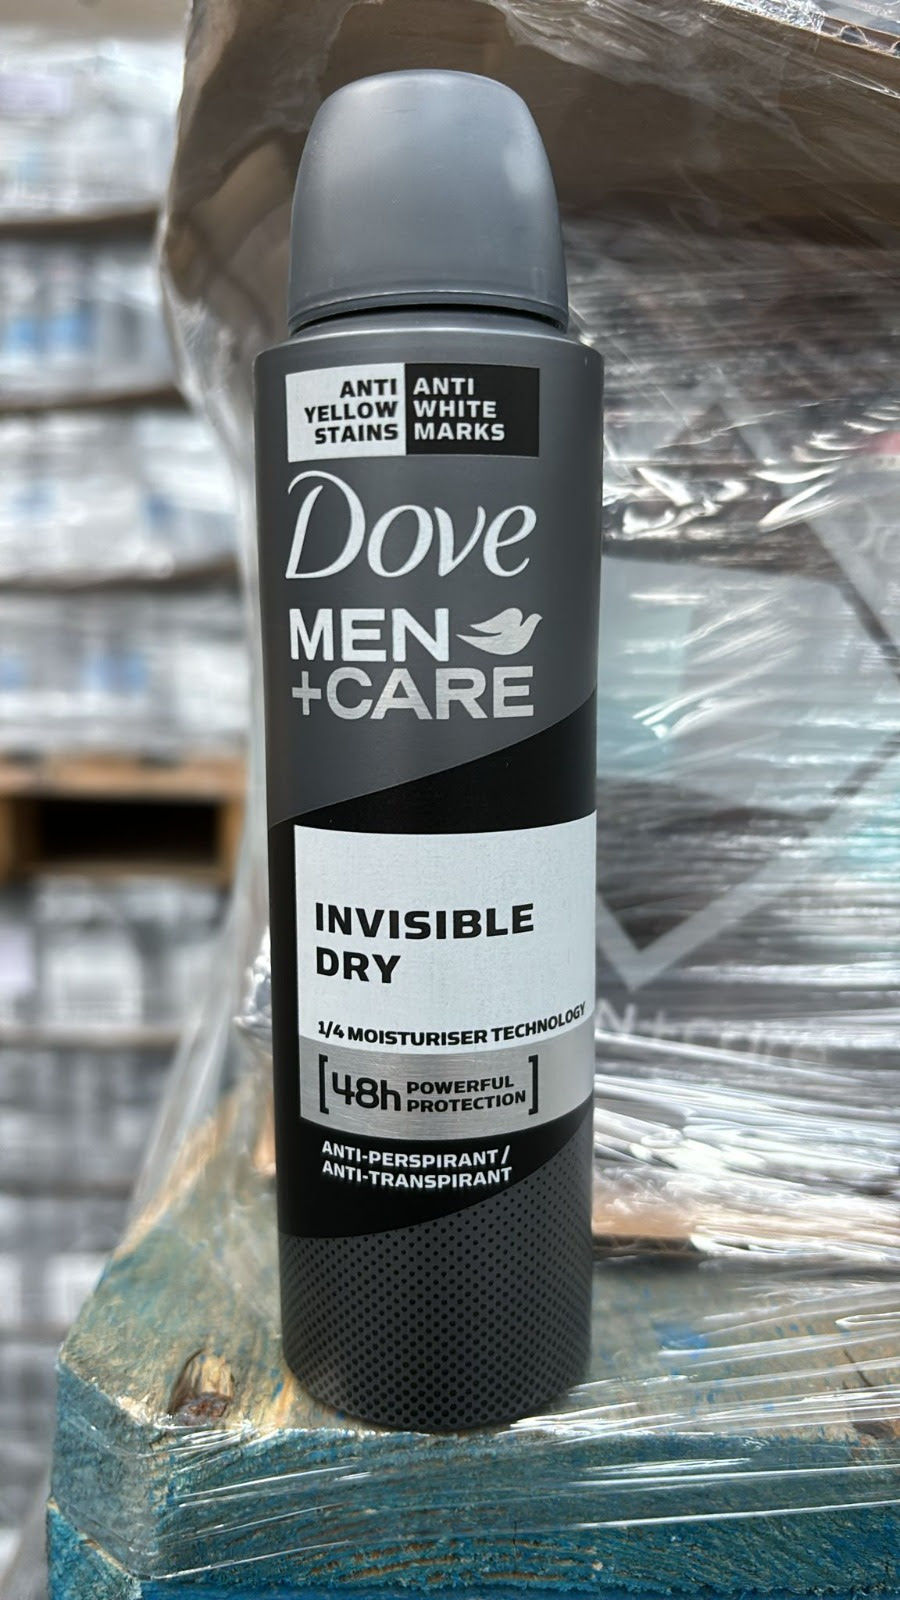 ANTI YELLOW STAINS
ANTI WHITE MARKS
Dove
MEN
+CARE
INVISIBLE
DRY
1/4 MOISTURISER TECHNOLOGY
[48h POWERFUL PROTECTION]
ANTI-PERSPIRANT/
ANTI-TRANSPIRANT